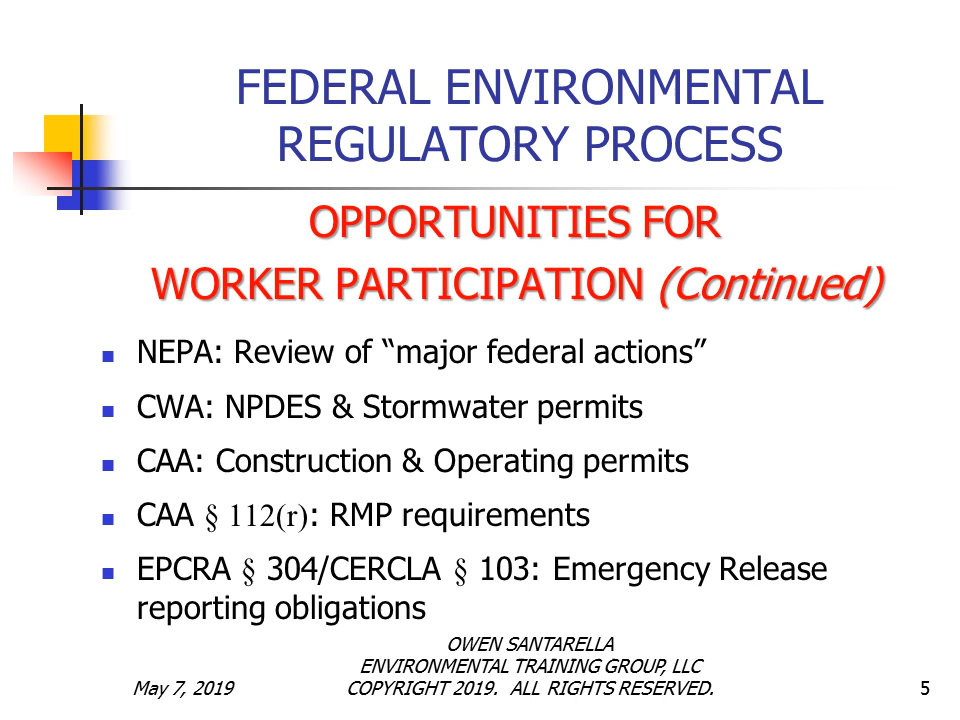 FEDERAL ENVIRONMENTAL
REGULATORY PROCESS
OPPORTUNITIES FOR
WORKER PARTICIPATION (Continued)
NEPA: Review of “major federal actions”
CWA: NPDES & Stormwater permits
CAA: Construction & Operating permits
CAA § 112(r): RMP requirements
EPCRA § 304/CERCLA § 103: Emergency Release
reporting obligations
OWEN SANTARELLA
ENVIRONMENTAL TRAINING GROUP, LLC
May 7, 2019 COPYRIGHT 2019. ALL RIGHTS RESERVED. 5